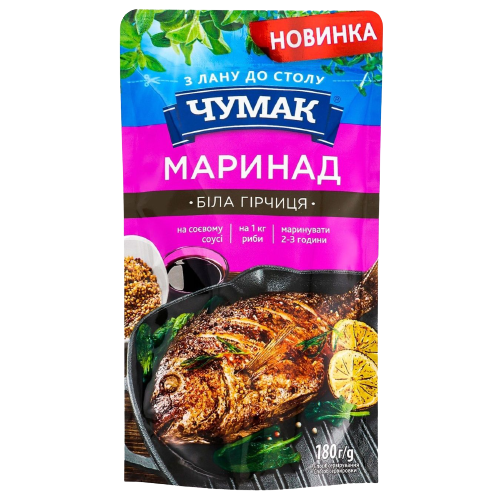 НОВИНКА
З ЛАНУ ДО СТОЛУ
ЧУМАК®
МАРИНАД
• БІЛА ГІРЧИЦЯ •
на соєвому соусі
на 1 кг риби
маринувати 2-3 години
180 г/g